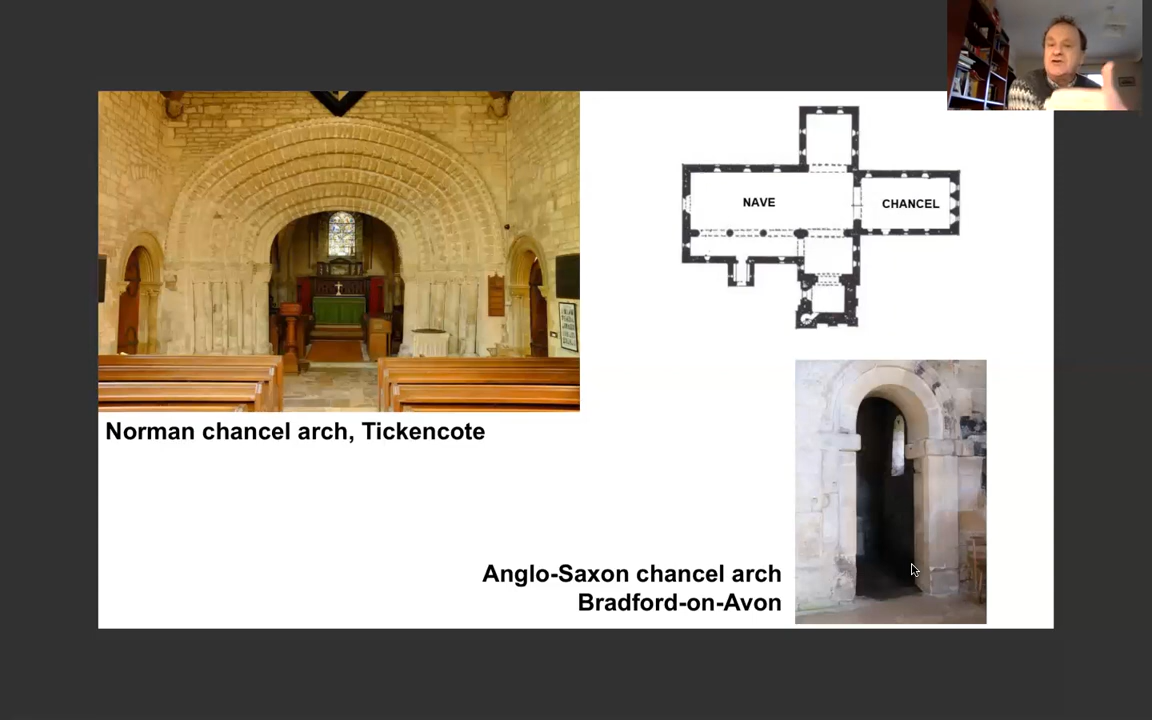 NAVE
CHANCEL
Norman chancel arch, Tickencote
Anglo-Saxon chancel arch
Bradford-on-Avon